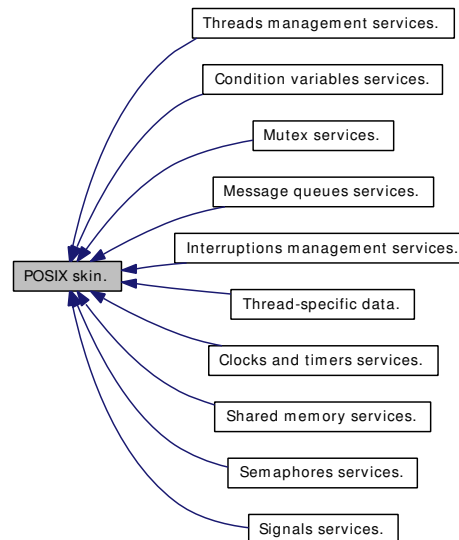 Threads management services.
Condition variables services.
Mutex services.
Message queues services.
Interruptions management services.
POSIX skin.
Thread-specific data.
Clocks and timers services.
Shared memory services.
Semaphores services.
Signals services.